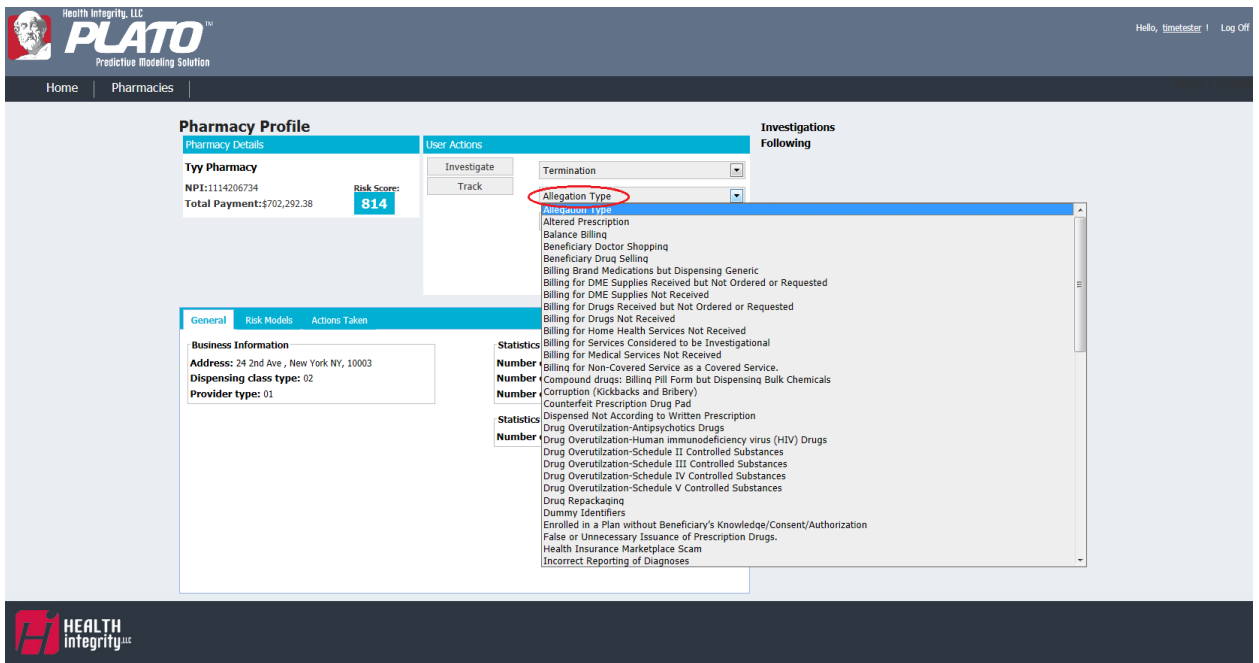 Health Integrity, LLC
PLATO™
Predictive Modeling Solution
Hello, timetester ! Log Off
Home Pharmacies
Pharmacy Profile
Pharmacy Details
Tyy Pharmacy
NPI:1114206734
Total Payment:$702,292.38
Risk Score:
814
User Actions
Investigate
Track
Termination
Allegation Type
Allegation Type
Altered Prescription
Balance Billing
Beneficiary Doctor Shopping
Beneficiary Drug Selling
Billing Brand Medications but Dispensing Generic
Billing for DME Supplies Received but Not Ordered or Requested
Billing for DME Supplies Not Received
Billing for Drugs Received but Not Ordered or Requested
Billing for Drugs Not Received
Billing for Home Health Services Not Received
Billing for Services Considered to be Investigational
Billing for Medical Services Not Received
Billing for Non-Covered Service as a Covered Service.
Compound drugs: Billing Pill Form but Dispensing Bulk Chemicals
Corruption (Kickbacks and Bribery)
Counterfeit Prescription Drug Pad
Dispensed Not According to Written Prescription
Drug Overutilzation-Antipsychotics Drugs
Drug Overutilzation-Human immunodeficiency virus (HIV) Drugs
Drug Overutilzation-Schedule II Controlled Substances
Drug Overutilzation-Schedule III Controlled Substances
Drug Overutilzation-Schedule IV Controlled Substances
Drug Overutilzation-Schedule V Controlled Substances
Drug Repackaging
Dummy Identifiers
Enrolled in a Plan without Beneficiary's Knowledge/Consent/Authorization
False or Unnecessary Issuance of Prescription Drugs.
Health Insurance Marketplace Scam
Incorrect Reporting of Diagnoses
Investigations
Following
General Risk Models Actions Taken
Business Information
Address: 24 2nd Ave , New York NY, 10003
Dispensing class type: 02
Provider type: 01
Statistics
Number
Number
Number
Statistics
Number
HEALTH
integrity LLC